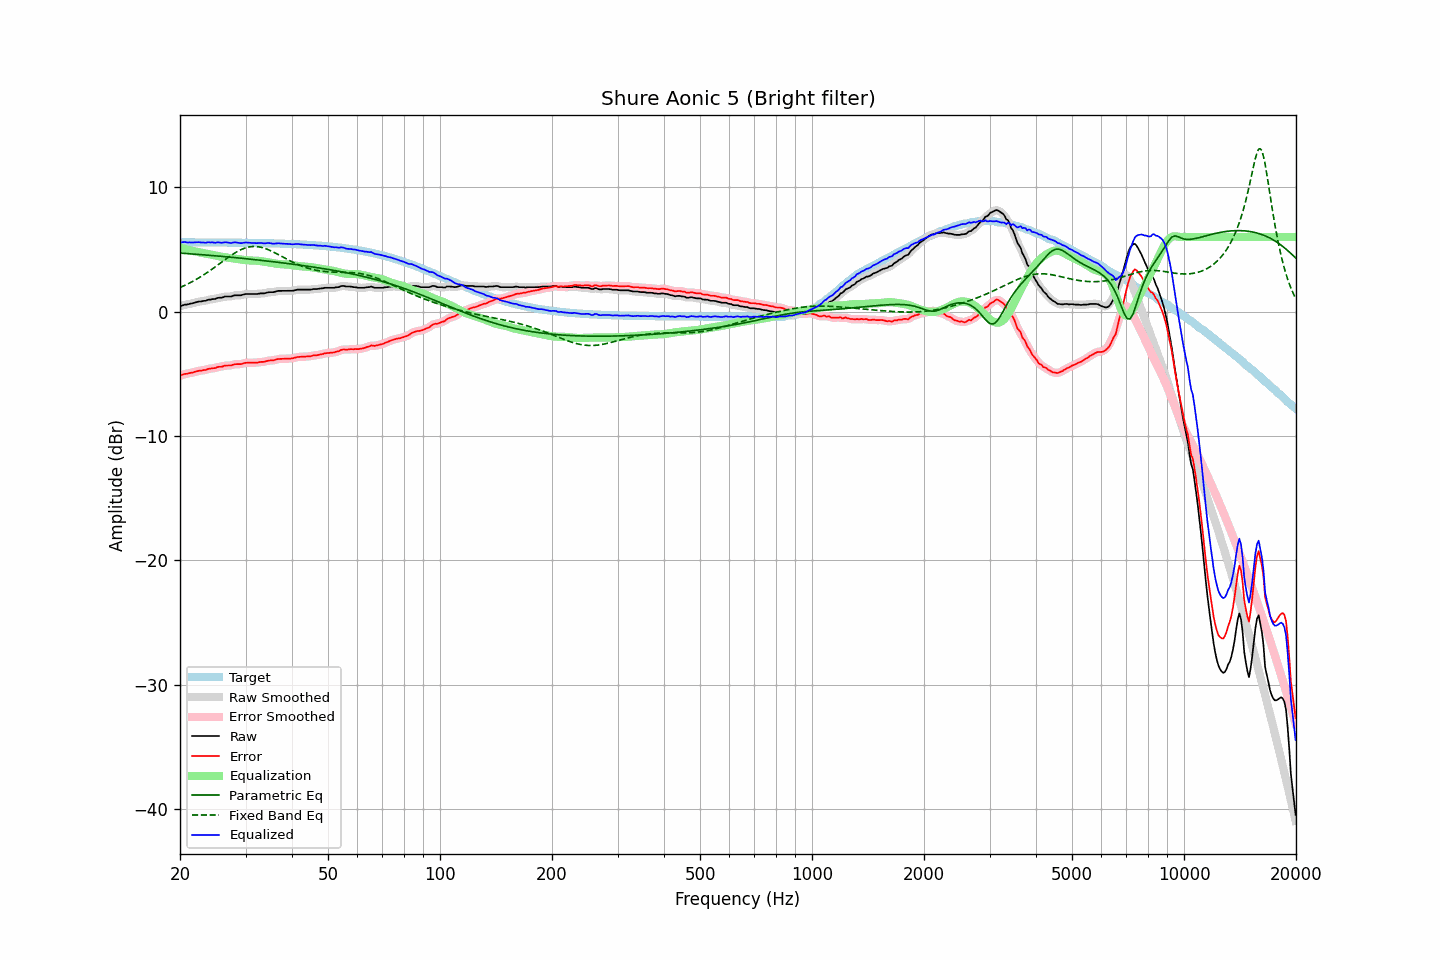 Shure Aonic 5 (Bright filter)
Amplitude (dBr)
10
0
−10
−20
−30
−40
Target
Raw Smoothed
Error Smoothed
Raw
Error
Equalization
Parametric Eq
Fixed Band Eq
Equalized
20 50 100 200 500 1000 2000 5000 10000 20000
Frequency (Hz)